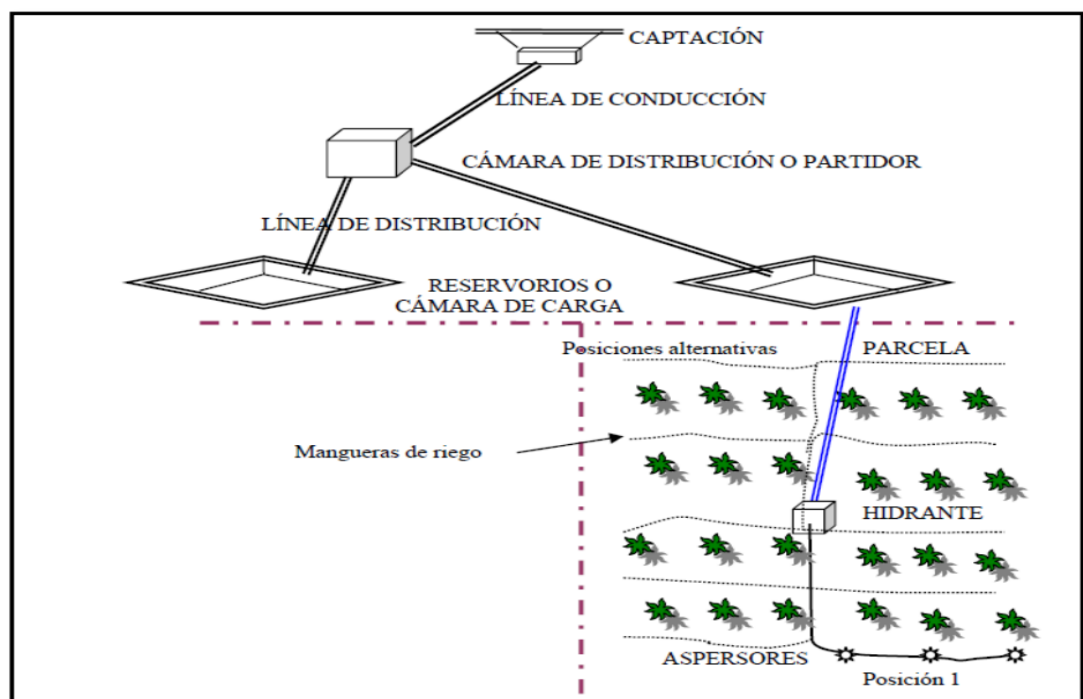 CAPTACIÓN
LÍNEA DE CONDUCCIÓN
CÁMARA DE DISTRIBUCIÓN O PARTIDOR
LÍNEA DE DISTRIBUCIÓN
RESERVORIOS O
CÁMARA DE CARGA
Posiciones alternativas
PARCELA
Mangueras de riego
HIDRANTE
ASPERSORES
Posición 1